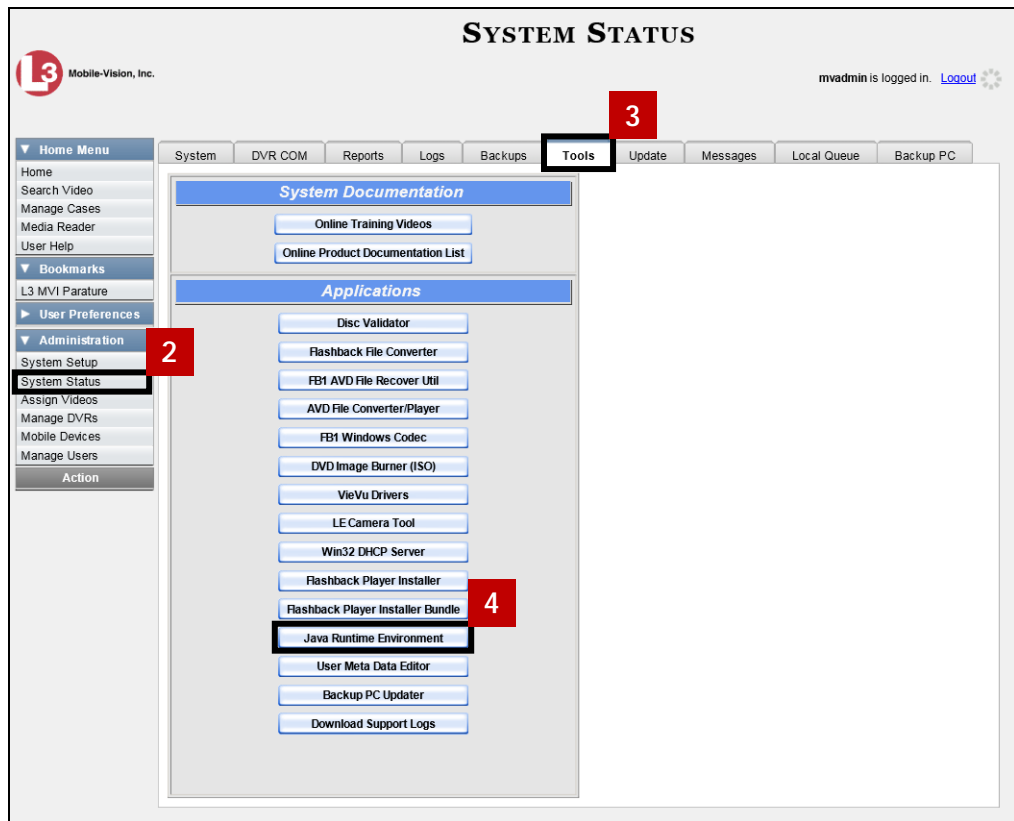 SYSTEM STATUS
L3 Mobile-Vision, Inc.
mvadmin is logged in. Logout
3
▼ Home Menu
Home
Search Video
Manage Cases
Media Reader
User Help
▼ Bookmarks
L3 MVI Parature
► User Preferences
▼ Administration
2
System Setup
System Status
Assign Videos
Manage DVRs
Mobile Devices
Manage Users
Action
System DVR COM Reports Logs Backups Tools Update Messages Local Queue Backup PC
System Documentation
Online Training Videos
Online Product Documentation List
Applications
Disc Validator
Flashback File Converter
FB1 AVD File Recover Util
AVD File Converter/Player
FB1 Windows Codec
DVD Image Burner (ISO)
VieVu Drivers
LE Camera Tool
Win32 DHCP Server
Flashback Player Installer
Flashback Player Installer Bundle
4
Java Runtime Environment
User Meta Data Editor
Backup PC Updater
Download Support Logs